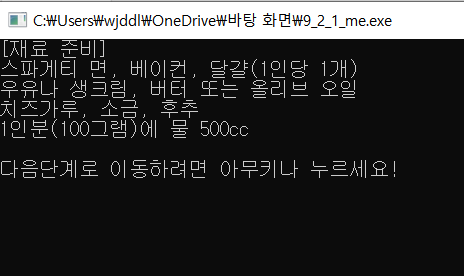 C:₩Users₩wjddl₩OneDrive₩바탕 화면₩9_2_1_me.exe
[재료 준비]
스파게티 면, 베이컨, 달걀(1인당 1개)
우유나 생크림, 버터 또는 올리브 오일
치즈가루, 소금, 후추
1인분(100그램)에 물 500cc
다음단계로 이동하려면 아무키나 누르세요!